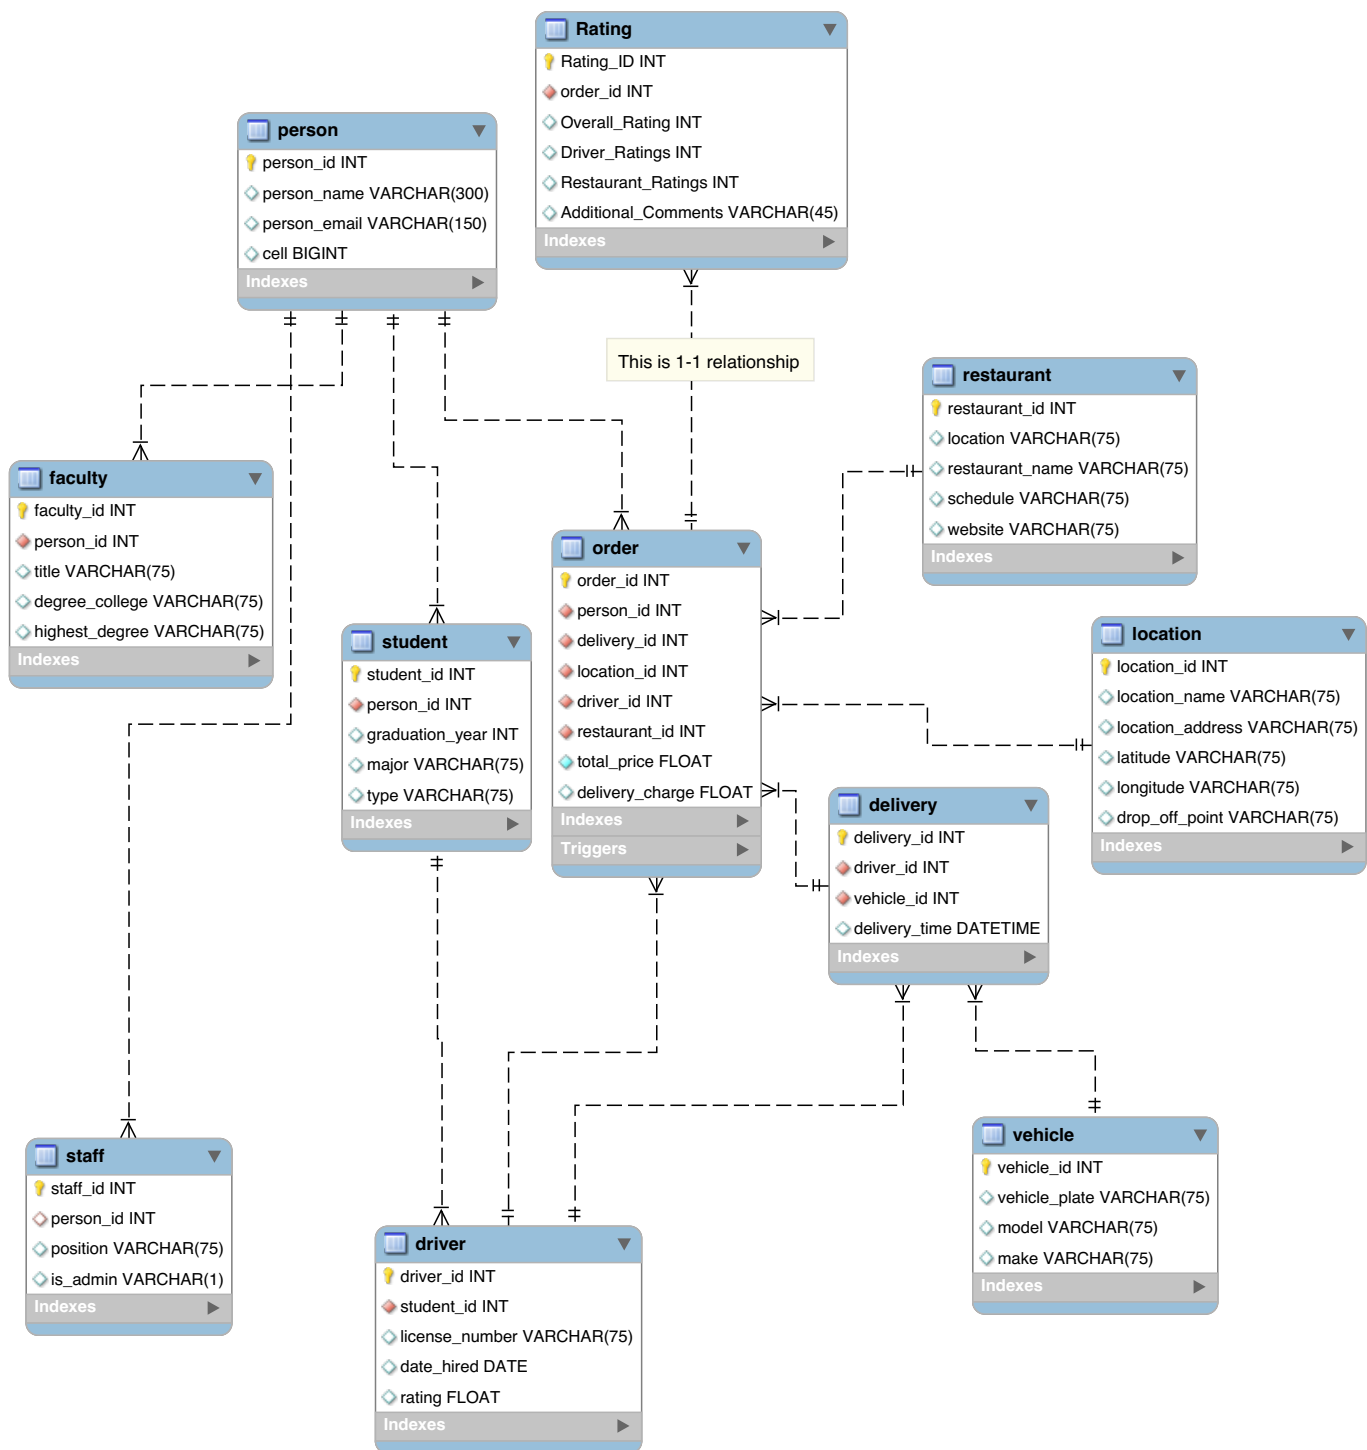 Rating
Rating_ID INT
order_id INT
Overall_Rating INT
Driver_Ratings INT
Restaurant_Ratings INT
Additional_Comments VARCHAR(45)
Indexes
person
person_id INT
person_name VARCHAR(300)
person_email VARCHAR(150)
cell BIGINT
Indexes
This is 1-1 relationship
restaurant
restaurant_id INT
location VARCHAR(75)
restaurant_name VARCHAR(75)
schedule VARCHAR(75)
website VARCHAR(75)
Indexes
faculty
faculty_id INT
person_id INT
title VARCHAR(75)
degree_college VARCHAR(75)
highest_degree VARCHAR(75)
Indexes
order
order_id INT
person_id INT
delivery_id INT
location_id INT
driver_id INT
restaurant_id INT
total_price FLOAT
delivery_charge FLOAT
Indexes
Triggers
student
student_id INT
person_id INT
graduation_year INT
major VARCHAR(75)
type VARCHAR(75)
Indexes
location
location_id INT
location_name VARCHAR(75)
location_address VARCHAR(75)
latitude VARCHAR(75)
longitude VARCHAR(75)
drop_off_point VARCHAR(75)
Indexes
delivery
delivery_id INT
driver_id INT
vehicle_id INT
delivery_time DATETIME
Indexes
staff
staff_id INT
person_id INT
position VARCHAR(75)
is_admin VARCHAR(1)
Indexes
driver
driver_id INT
student_id INT
license_number VARCHAR(75)
date_hired DATE
rating FLOAT
Indexes
vehicle
vehicle_id INT
vehicle_plate VARCHAR(75)
model VARCHAR(75)
make VARCHAR(75)
Indexes